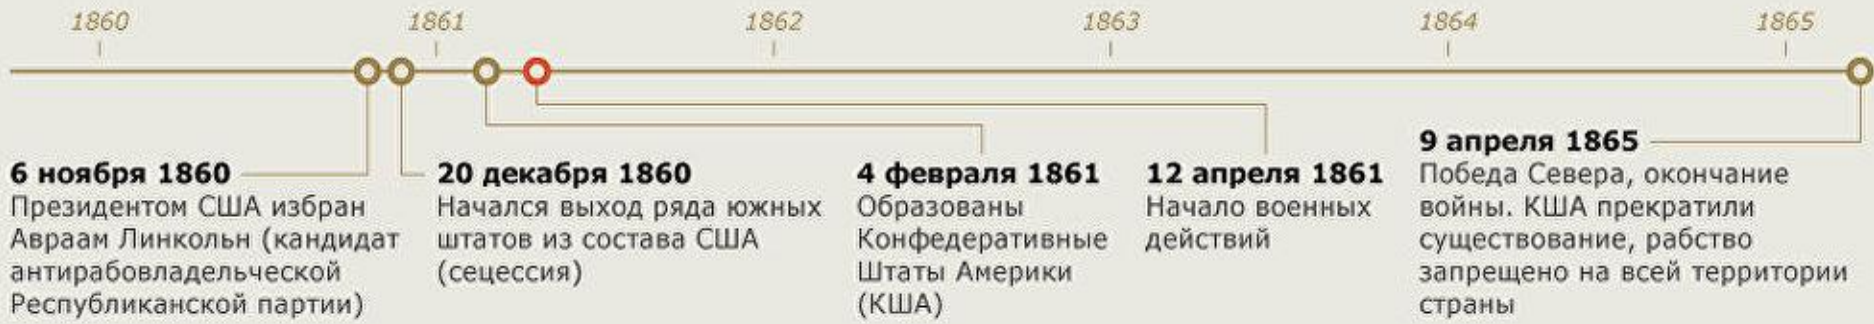 1860
1861
1862
1863
1864
1865
6 ноября 1860
Президентом США избран
Авраам Линкольн (кандидат
антирабовладельческой
Республиканской партии)
20 декабря 1860
Начался выход ряда южных
штатов из состава США
(сецессия)
4 февраля 1861
Образованы
Конфедеративные
Штаты Америки
(КША)
12 апреля 1861
Начало военных
действий
9 апреля 1865
Победа Севера, окончание
войны. КША прекратили
существование, рабство
запрещено на всей территории
страны